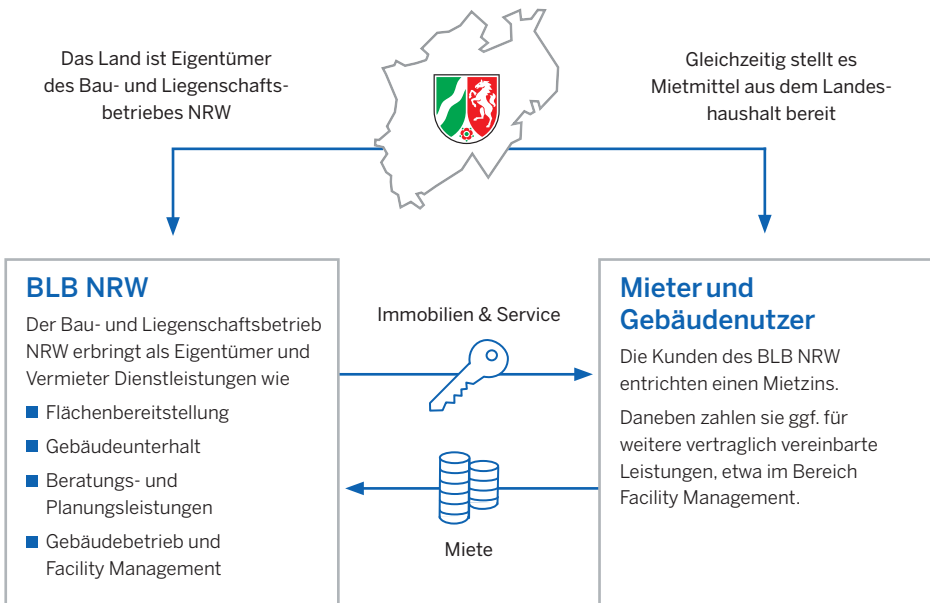 Das Land ist Eigentümer
des Bau- und Liegenschafts-
betriebes NRW
Gleichzeitig stellt es
Mietmittel aus dem Landes-
haushalt bereit
BLB NRW
Der Bau- und Liegenschaftsbetrieb
NRW erbringt als Eigentümer und
Vermieter Dienstleistungen wie
Flächenbereitstellung
Gebäudeunterhalt
Beratungs- und
Planungsleistungen
Gebäudebetrieb und
Facility Management
Immobilien & Service
Miete
Mieter und
Gebäudenutzer
Die Kunden des BLB NRW
entrichten einen Mietzins.
Daneben zahlen sie ggf. für
weitere vertraglich vereinbarte
Leistungen, etwa im Bereich
Facility Management.